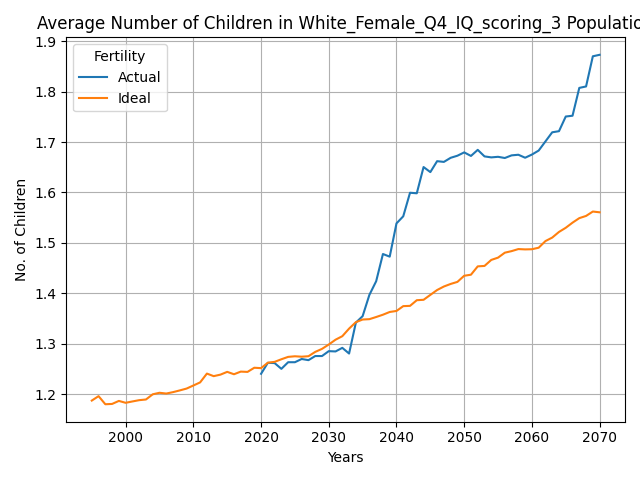 Average Number of Children in White_Female_Q4_IQ_scoring_3 Populatio
Fertility
Actual
Ideal
No. of Children
1.9
1.8
1.7
1.6
1.5
1.4
1.3
1.2
2000 2010 2020 2030 2040 2050 2060 2070
Years